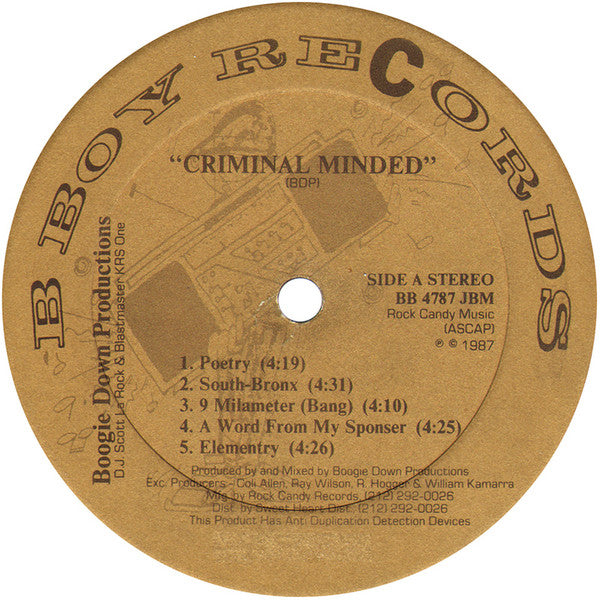 B BOY RECORDS
"CRIMINAL MINDED"
(BDP)
Boogie Down Productions
D.J. Scott La Rock & Blastmaster KRS One
SIDE A STEREO
BB 4787 JBM
Rock Candy Music
(ASCAP)
℗ © 1987
1. Poetry (4:19)
2. South-Bronx (4:31)
3. 9 Milameter (Bang) (4:10)
4. A Word From My Sponser (4:25)
5. Elementry (4:26)
Produced by and Mixed by Boogie Down Productions
Exc. Producers - Coli Allen, Ray Wilson, R. Hogger & William Kamarra
Mfg. by Rock Candy Records, (212) 292-0026
Dist. by Sweet Heart Dist. (212) 292-0026
This Product Has Anti Duplication Detection Devices